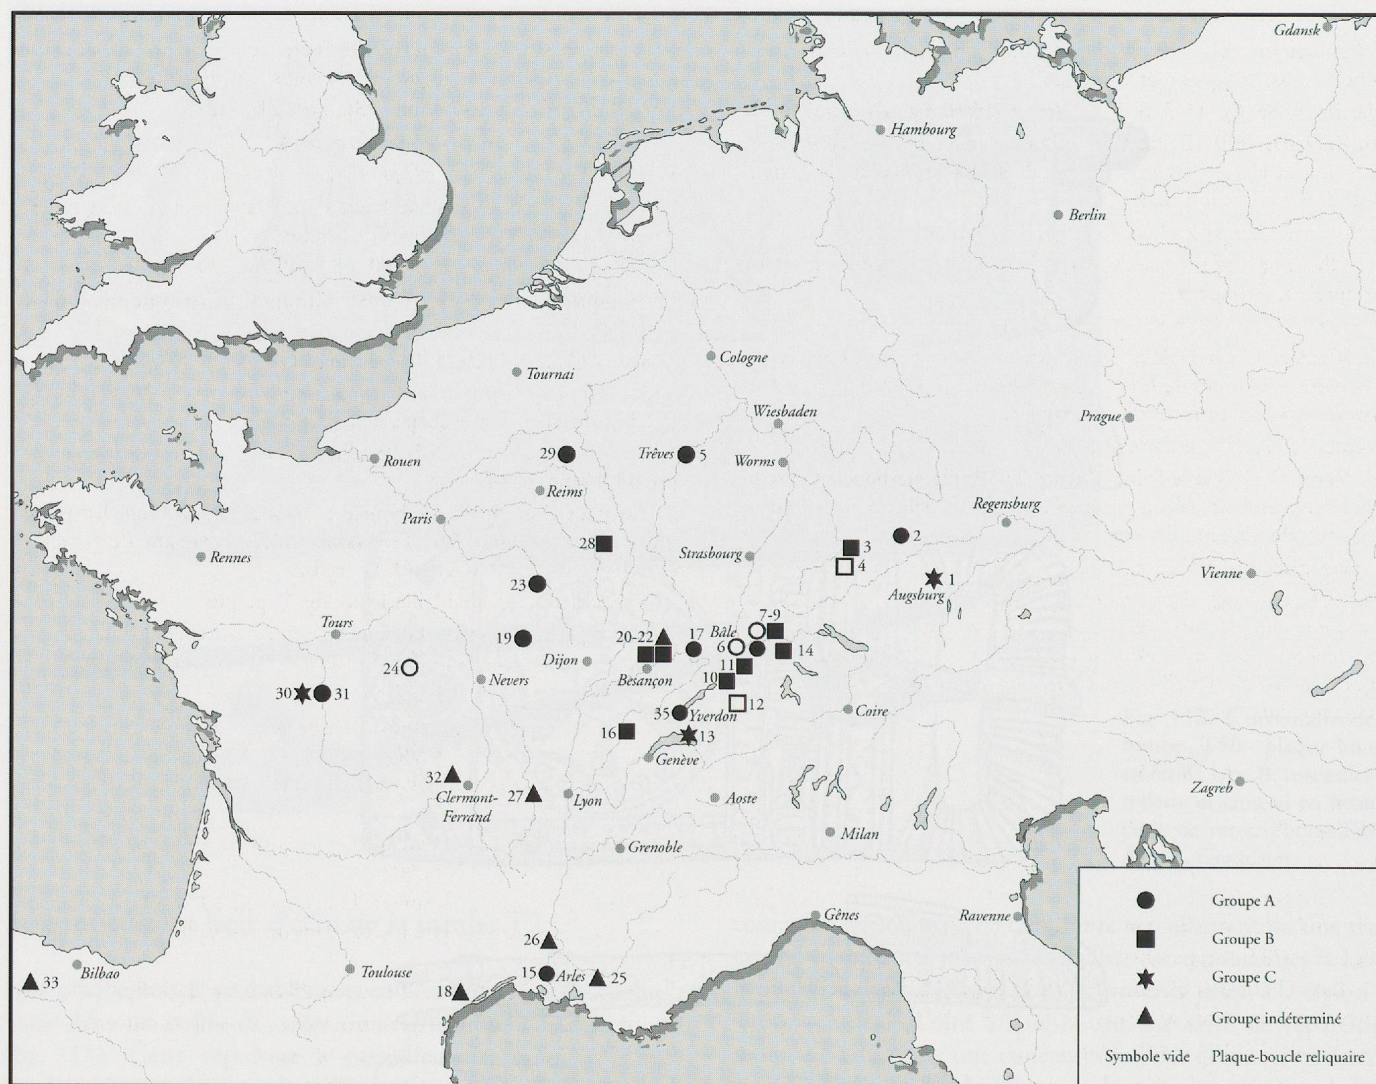 Gdansk
Hambourg
Berlin
Cologne
Tournai
Wiesbaden
Prague
29
Trêves
5
Worms
Rouen
Reims
Regensburg
Paris
28
3
2
Rennes
Strasbourg
4
1
Vienne
23
Augsburg
7-9
Tours
19
20-22
17
Bâle
6
14
Dijon
24
11
Besançon
10
Nevers
30
31
12
35
Yverdon
Coire
16
13
Genève
32
Clermont-
Ferrand
27
Lyon
Aoste
Zagreb
Milan
Grenoble
Gênes
Ravenne
26
Bilbao
33
Toulouse
15
Arles
25
18
Groupe A
Groupe B
Groupe C
Groupe indéterminé
Symbole vide Plaque-boucle reliquaire